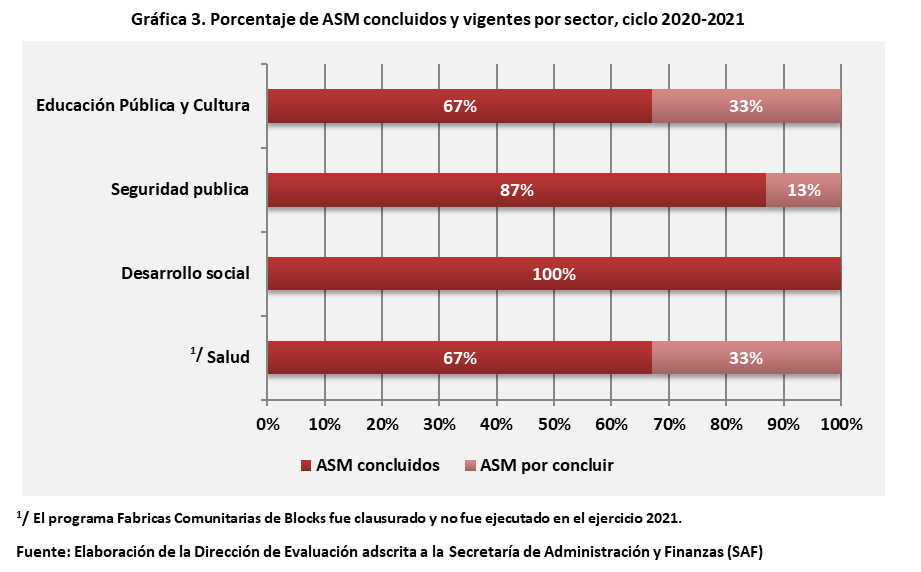 Gráfica 3. Porcentaje de ASM concluidos y vigentes por sector, ciclo 2020-2021
Educación Pública y Cultura 67% 33%
Seguridad publica 87% 13%
Desarrollo social 100%
1/ Salud 67% 33%
0% 10% 20% 30% 40% 50% 60% 70% 80% 90% 100%
ASM concluidos ASM por concluir
1/ El programa Fabricas Comunitarias de Blocks fue clausurado y no fue ejecutado en el ejercicio 2021.
Fuente: Elaboración de la Dirección de Evaluación adscrita a la Secretaría de Administración y Finanzas (SAF)